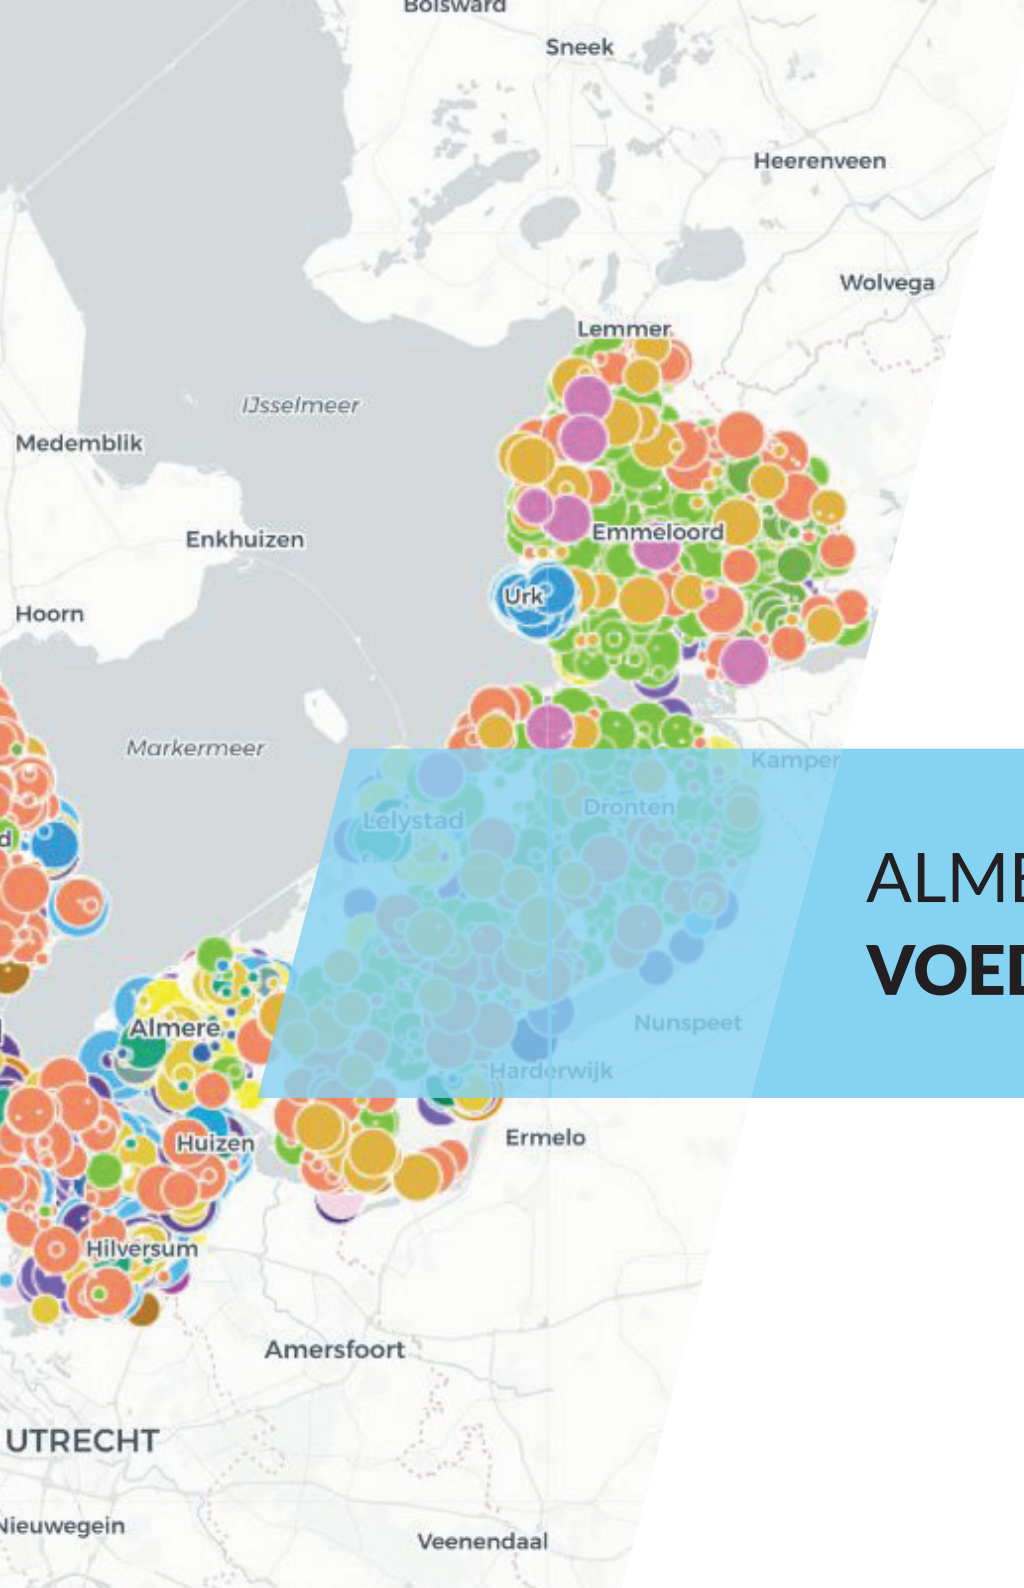 Bolsward
Sneek
Heerenveen
Wolvega
Lemmer
IJsselmeer
Medemblik
Enkhuizen
Emmeloord
Urk
Hoorn
Markermeer
Kampen
Dronten
Lelystad
d
ALME
VOED
Nunspeet
Almere
Harderwijk
Ermelo
Huizen
Hilversum
Amersfoort
UTRECHT
Nieuwegein
Veenendaal